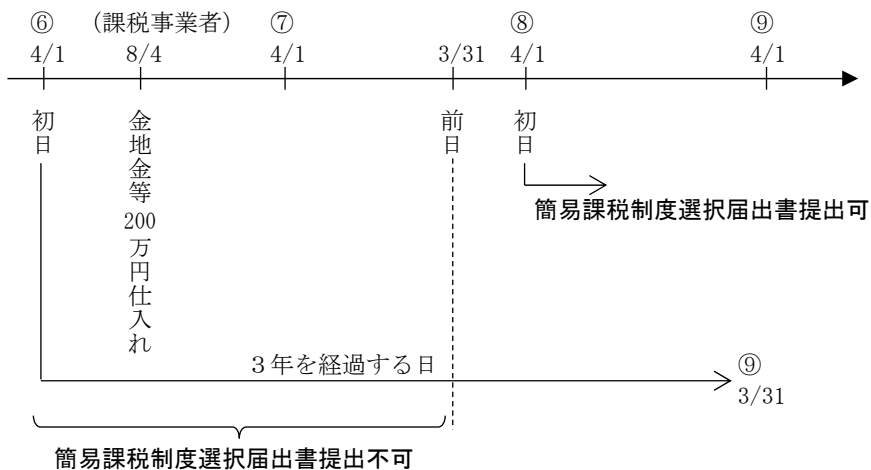 ⑥ (課税事業者) ⑦ ⑧ ⑨
4/1 8/4 4/1 3/31 4/1 4/1
初日
金地金等200万円仕入れ
前日
初日
簡易課税制度選択届出書提出可
3年を経過する日
⑨
3/31
簡易課税制度選択届出書提出不可